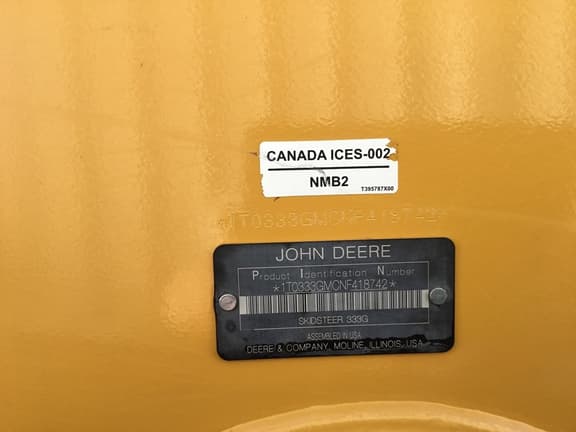 CANADA ICES-002
NMB2
T395787X00
*1T0333GMCNF418742*
JOHN DEERE
Product Identification Number
*1T0333GMCNF418742*
SKIDSTEER 333G
ASSEMBLED IN USA
DEERE & COMPANY, MOLINE, ILLINOIS, USA